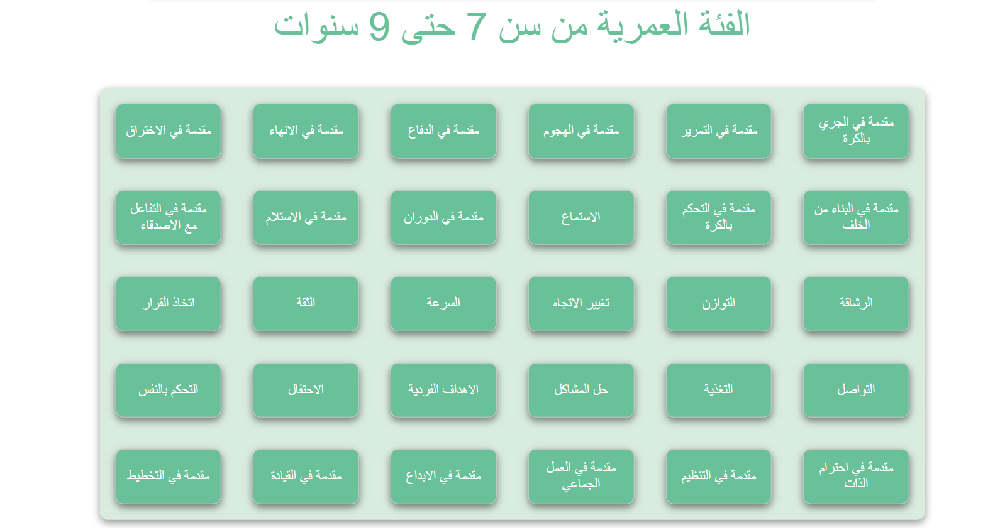 الفئة العمرية من سن 7 حتى 9 سنوات
مقدمة في الجري
بالكرة
مقدمة في التمرير
مقدمة في الهجوم
مقدمة في الدفاع
مقدمة في الانهاء
مقدمة في الاختراق
مقدمة في البناء من
الخلف
مقدمة في التحكم
بالكرة
الاستماع
مقدمة في الدوران
مقدمة في الاستلام
مقدمة في التفاعل
مع الاصدقاء
الرشاقة
التوازن
تغيير الاتجاه
السرعة
الثقة
اتخاذ القرار
التواصل
التغذية
حل المشاكل
الاهداف الفردية
الاحتفال
التحكم بالنفس
مقدمة في احترام
الذات
مقدمة في التنظيم
مقدمة في العمل
الجماعي
مقدمة في الابداع
مقدمة في القيادة
مقدمة في التخطيط